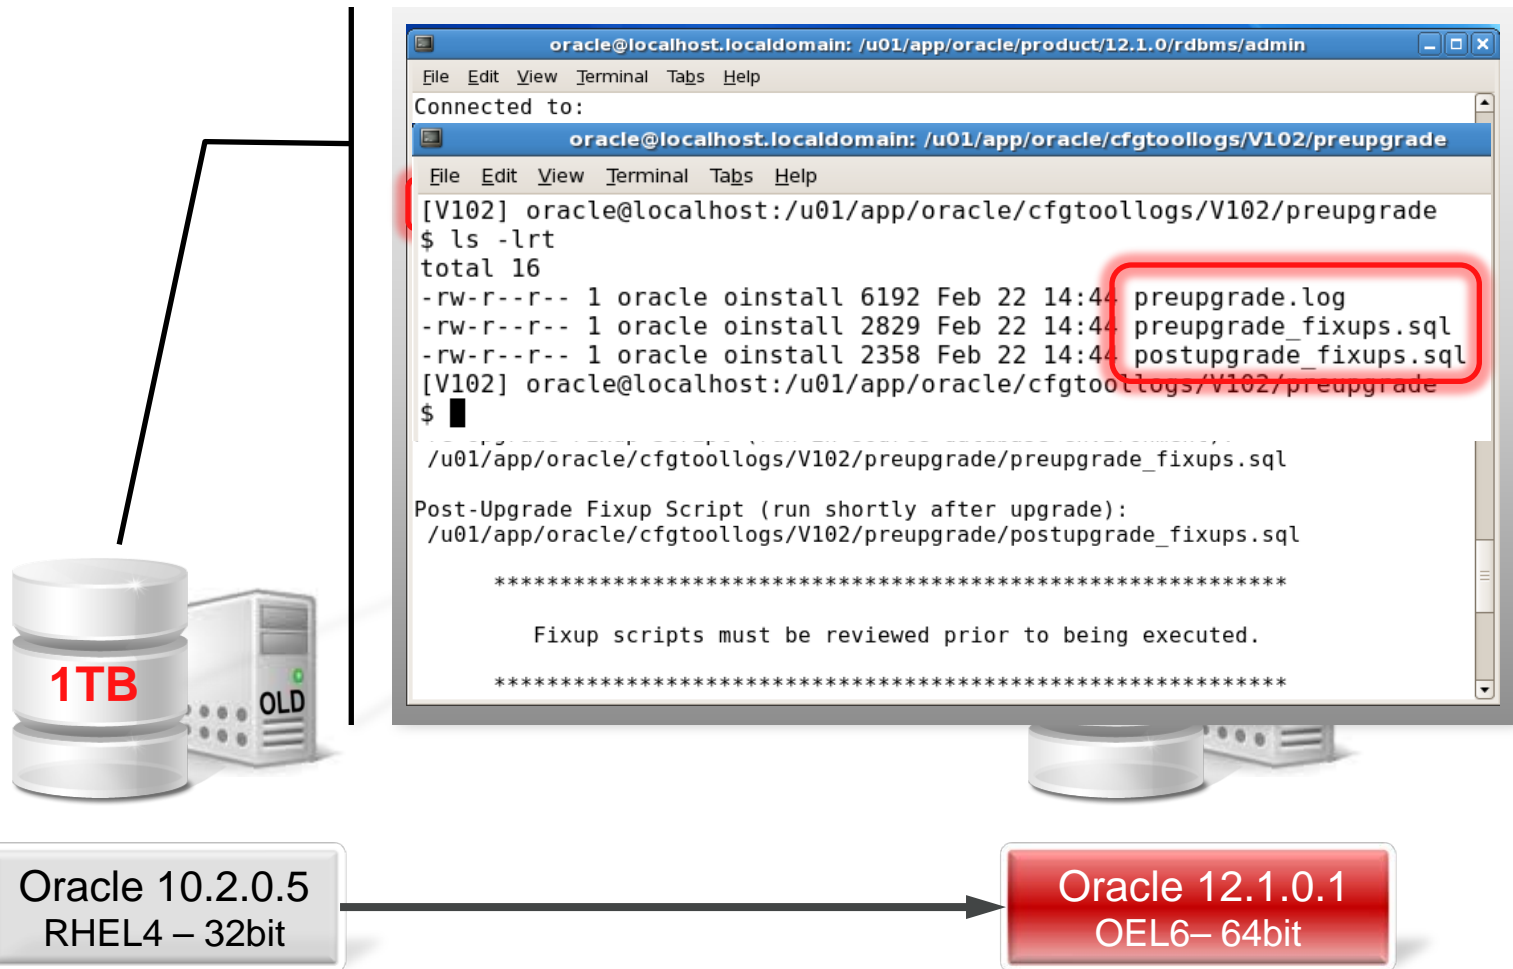 oracle@localhost.localdomain: /u01/app/oracle/product/12.1.0/rdbms/admin
File Edit View Terminal Tabs Help
Connected to:
oracle@localhost.localdomain: /u01/app/oracle/cfgtoollogs/V102/preupgrade
File Edit View Terminal Tabs Help
[V102] oracle@localhost:/u01/app/oracle/cfgtoollogs/V102/preupgrade
$ ls -lrt
total 16
-rw-r--r-- 1 oracle oinstall 6192 Feb 22 14:44 preupgrade.log
-rw-r--r-- 1 oracle oinstall 2829 Feb 22 14:44 preupgrade_fixups.sql
-rw-r--r-- 1 oracle oinstall 2358 Feb 22 14:44 postupgrade_fixups.sql
[V102] oracle@localhost:/u01/app/oracle/cfgtoollogs/V102/preupgrade
$
/u01/app/oracle/cfgtoollogs/V102/preupgrade/preupgrade_fixups.sql
Post-Upgrade Fixup Script (run shortly after upgrade):
/u01/app/oracle/cfgtoollogs/V102/preupgrade/postupgrade_fixups.sql
************************************************************
Fixup scripts must be reviewed prior to being executed.
************************************************************
1TB
OLD
Oracle 10.2.0.5
RHEL4 – 32bit
Oracle 12.1.0.1
OEL6– 64bit